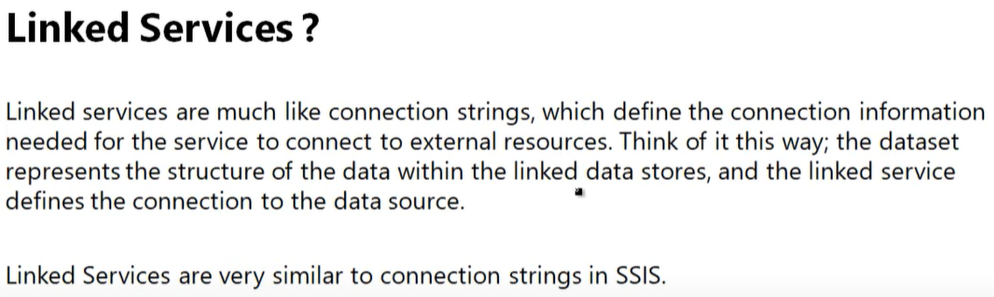 Linked Services ?
Linked services are much like connection strings, which define the connection information
needed for the service to connect to external resources. Think of it this way; the dataset
represents the structure of the data within the linked data stores, and the linked service
defines the connection to the data source.
Linked Services are very similar to connection strings in SSIS.